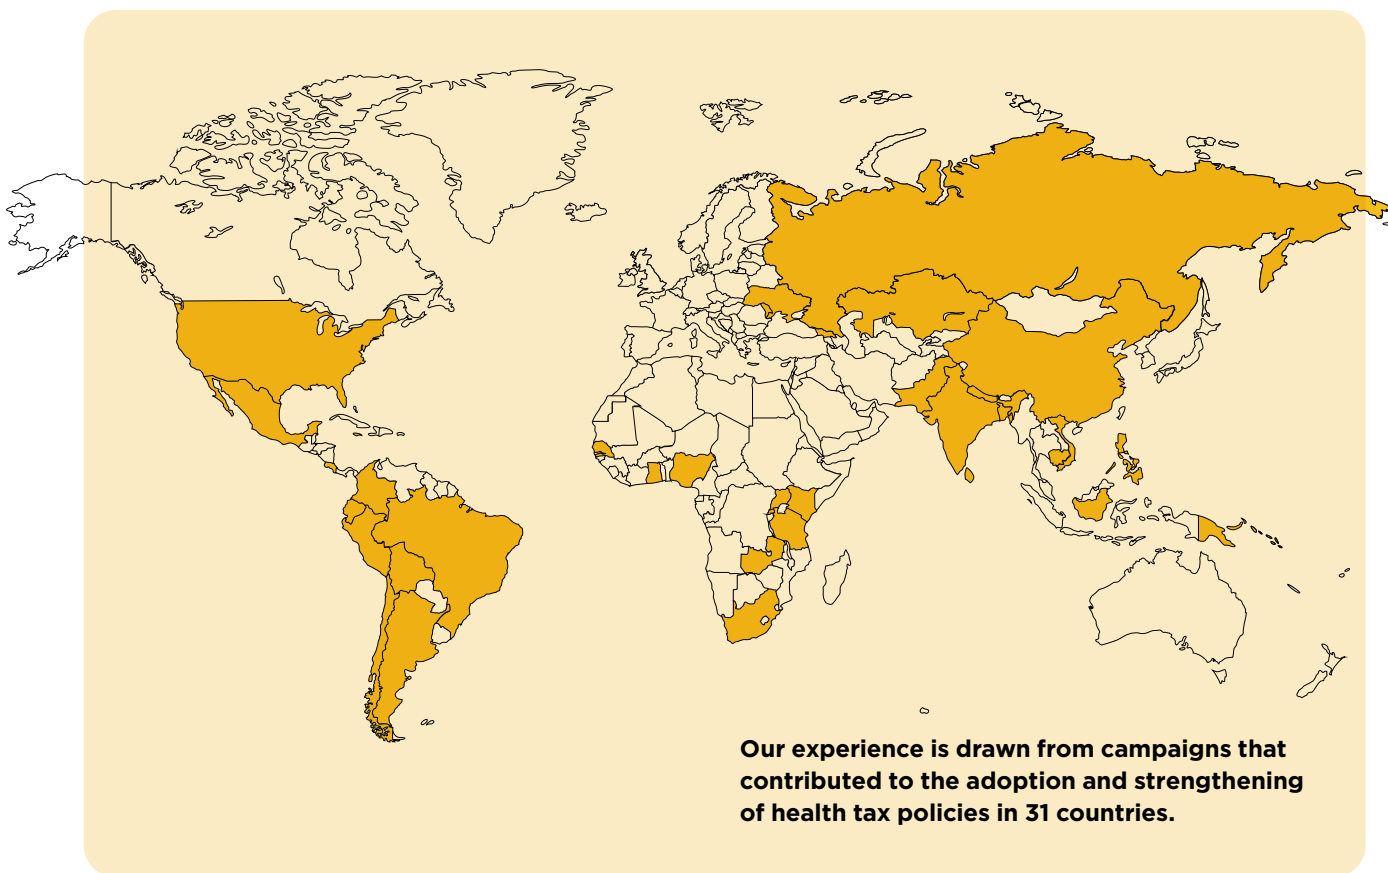 Our experience is drawn from campaigns that
contributed to the adoption and strengthening
of health tax policies in 31 countries.